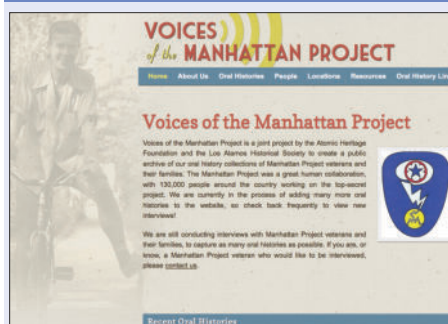 VOICES
of the MANHATTAN PROJECT
Home About Us Oral Histories People Locations Resources Oral History Lin
Voices of the Manhattan Project
Voices of the Manhattan Project is a joint project by the Atomic Heritage
Foundation and the Los Alamos Historical Society to create a public
archive of our oral history collections of Manhattan Project veterans and
their families. The Manhattan Project was a great human collaboration,
with 130,000 people around the country working on the top-secret
project. We are currently in the process of adding many more oral
histories to the website, so check back frequently to view new
interviews!
We are still conducting interviews with Manhattan Project veterans and
their families, to capture as many oral histories as possible. If you are, or
know, a Manhattan Project veteran who would like to be interviewed,
please contact us.
Recent Oral Histories